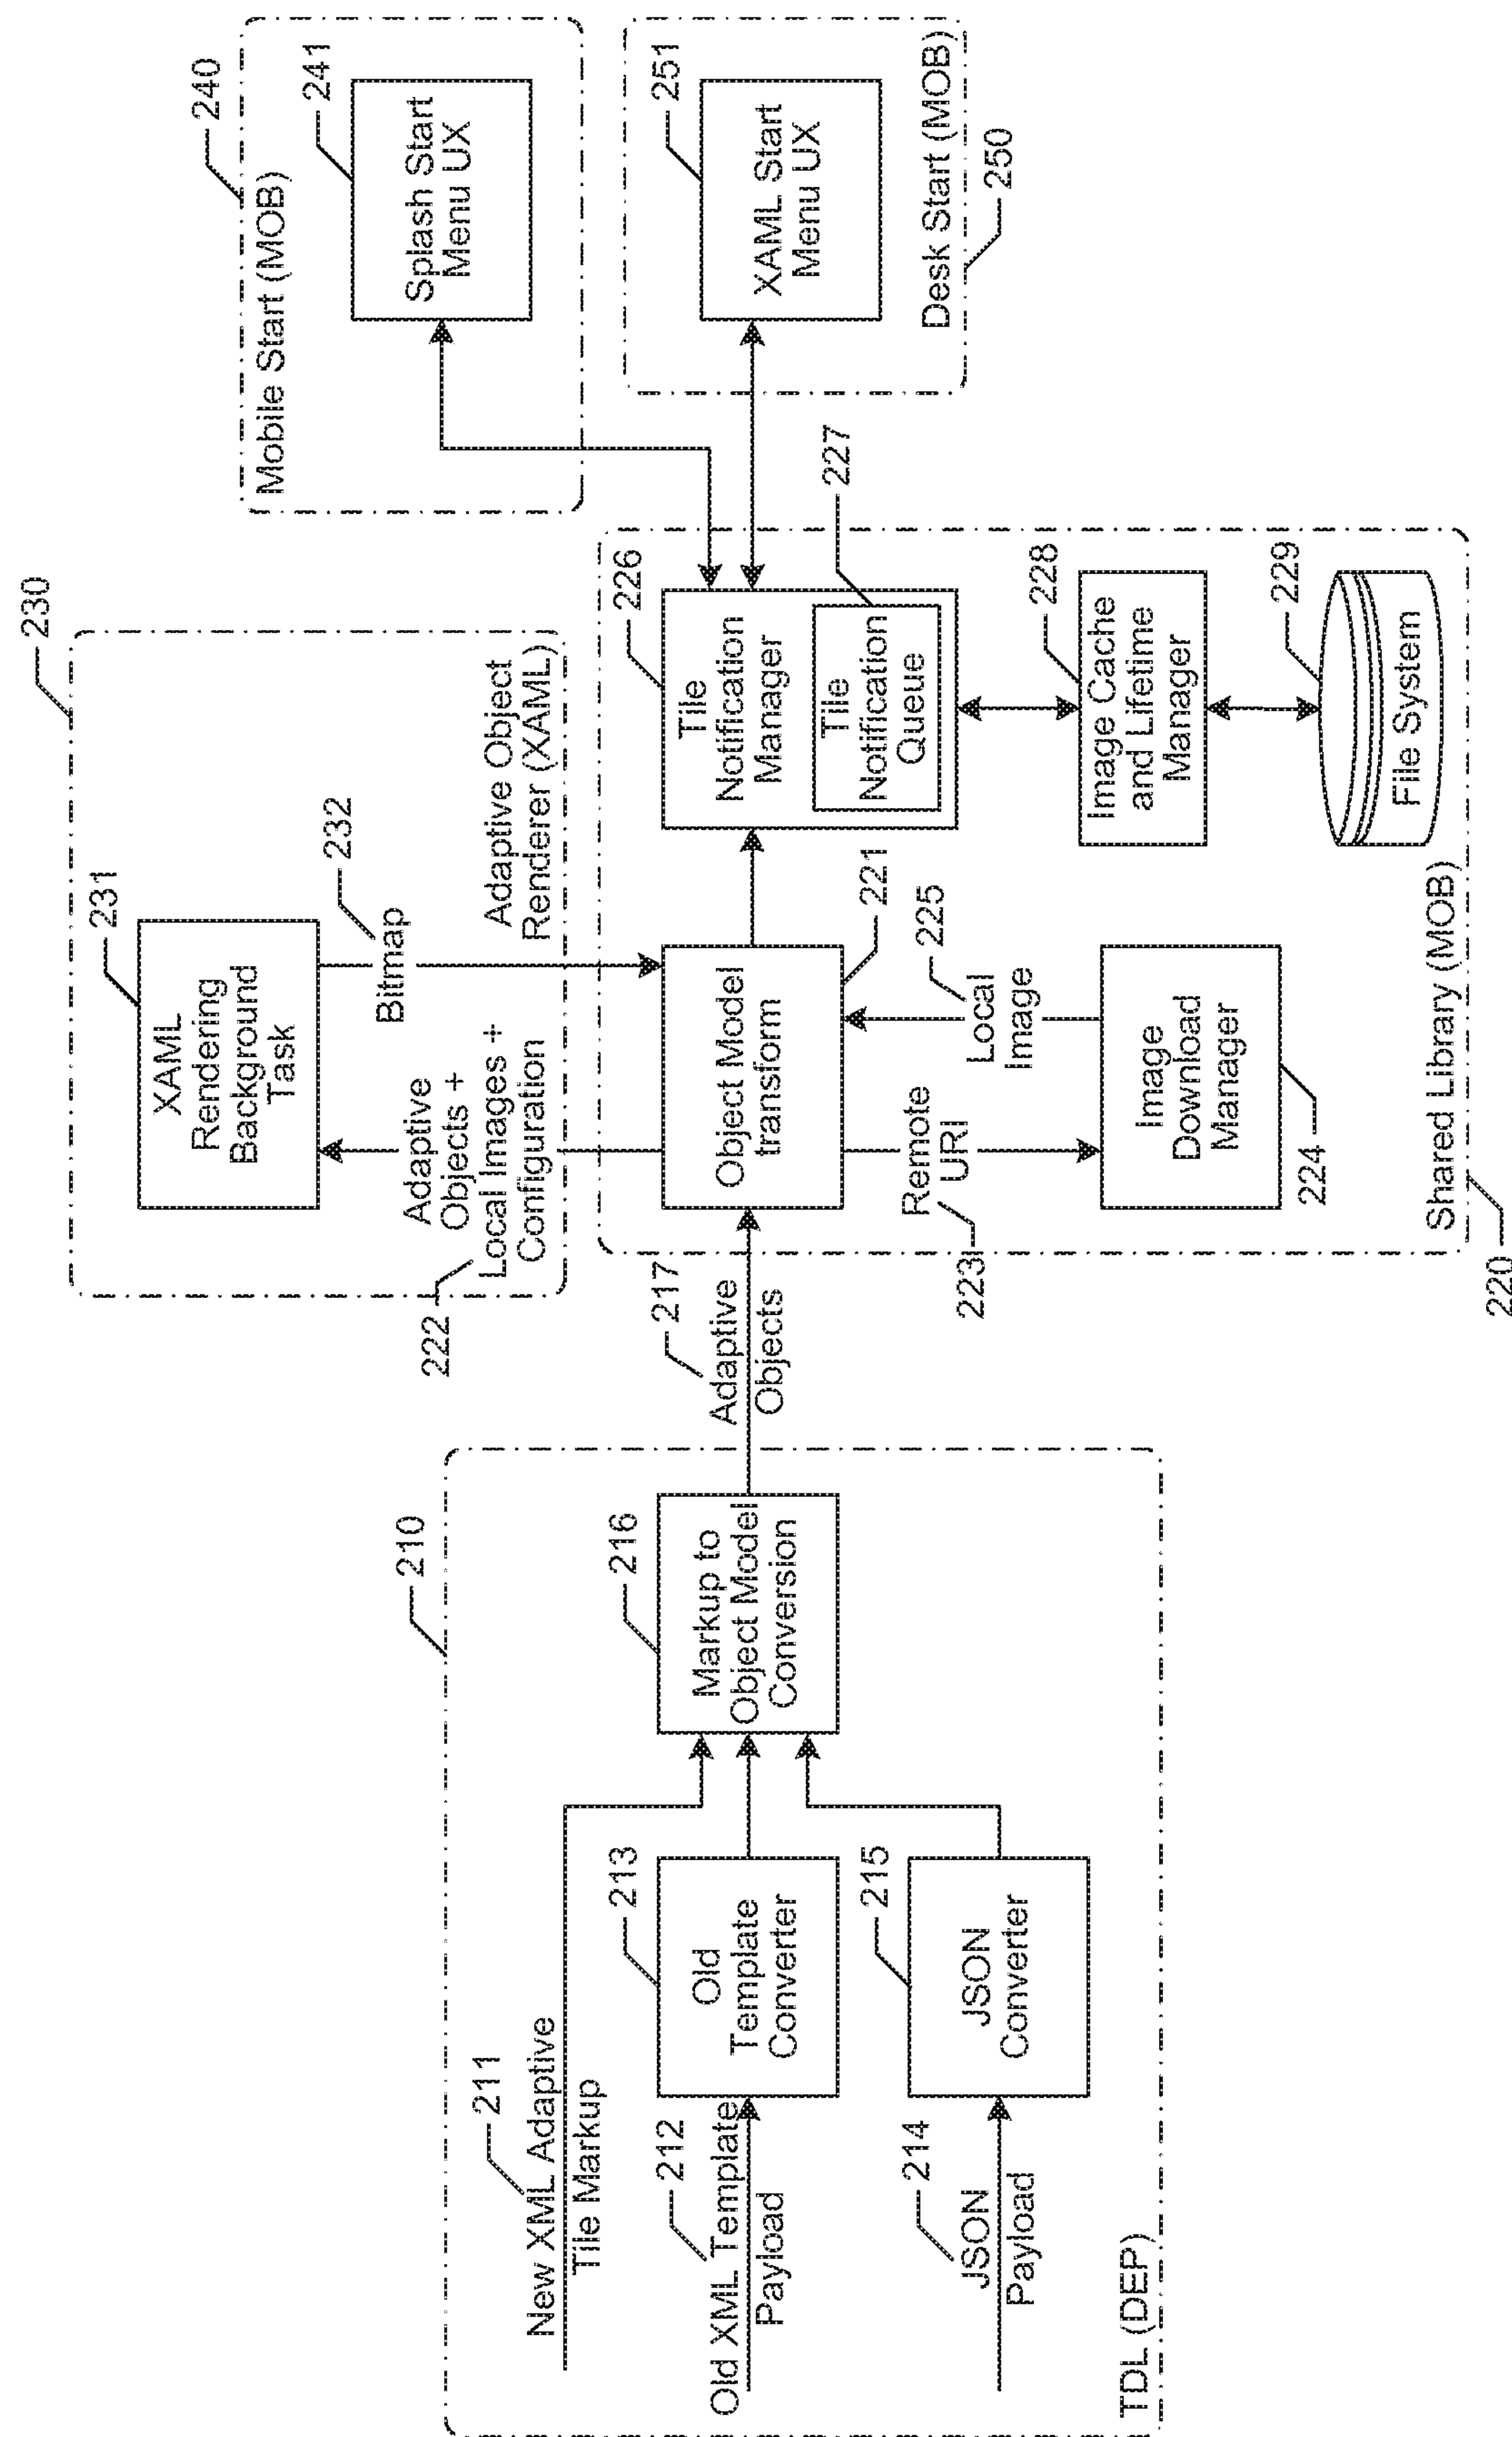 210
211
New XML Adaptive
Tile Markup
212
Old XML Template
Payload
213
Old
Template
Converter
214
JSON
Payload
215
JSON
Converter
216
Markup to
Object Model
Conversion
TDL (DEP)
217
Adaptive
Objects
230
231
XAML
Rendering
Background
Task
222
Adaptive
Objects +
Local Images +
Configuration
232
Bitmap
Adaptive Object
Renderer (XAML)
Object Model
transform
221
Remote
URI
223
225
Local
Image
Image
Download
Manager
224
226
Tile
Notification
Manager
227
Tile
Notification
Queue
228
Image Cache
and Lifetime
Manager
229
File System
Shared Library (MOB)
220
240
Mobile Start (MOB)
241
Splash Start
Menu UX
251
XAML Start
Menu UX
Desk Start (MOB)
250